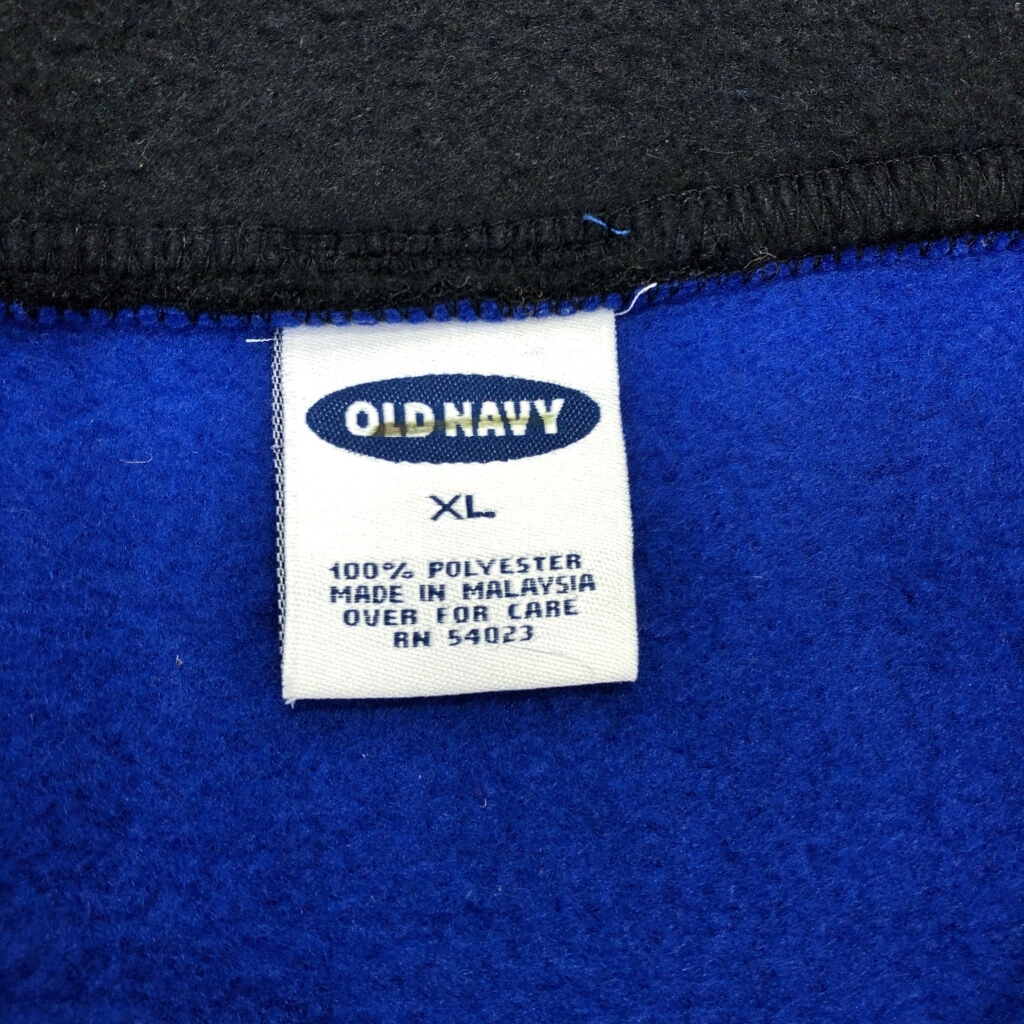 OLD NAVY
XL
100% POLYESTER
MADE IN MALAYSIA
OVER FOR CARE
RN 54023